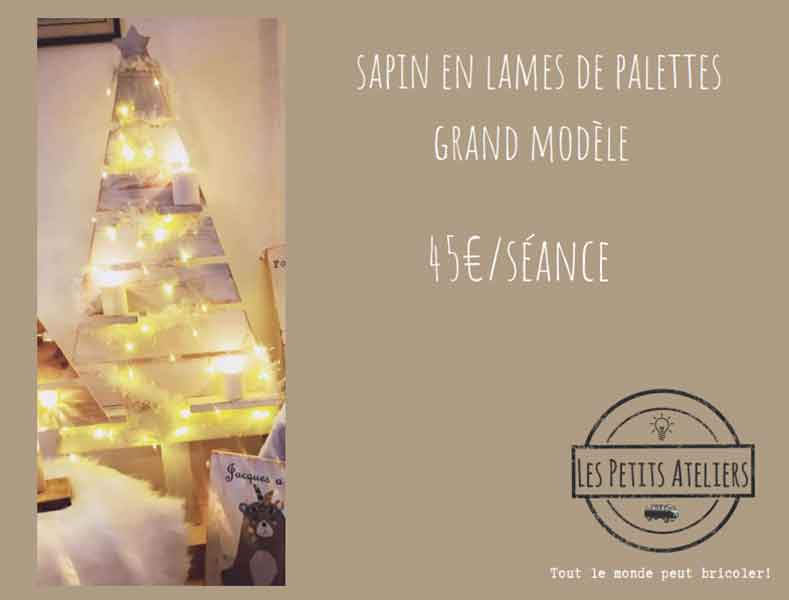 SAPIN EN LAMES DE PALETTES
GRAND MODÈLE
45€/SÉANCE
Jacques a
LES PETITS ATELIERS
Tout le monde peut bricoler!